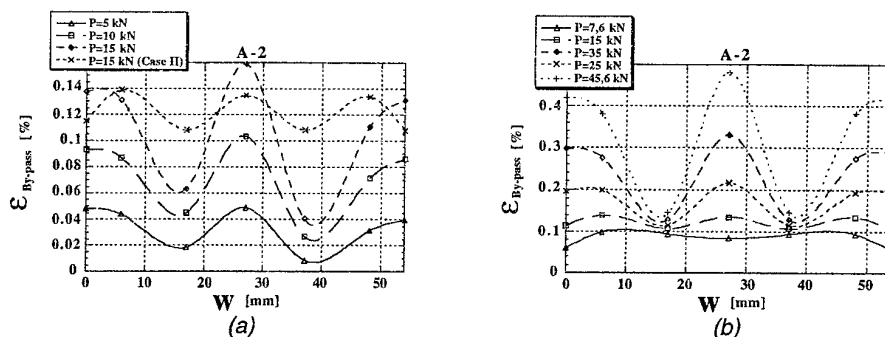 P=5 kN
P=10 kN
P=15 kN
P=15 kN (Case II)
A-2
0.14
0.12
0.1
0.08
0.06
0.04
0.02
0
ε By-pass [%]
0 10 20 30 40 50
W [mm]
(a)
P=7,6 kN
P=15 kN
P=35 kN
P=25 kN
P=45,6 kN
A-2
0.4
0.3
0.2
0.1
0
ε By-pass [%]
0 10 20 30 40 50
W [mm]
(b)